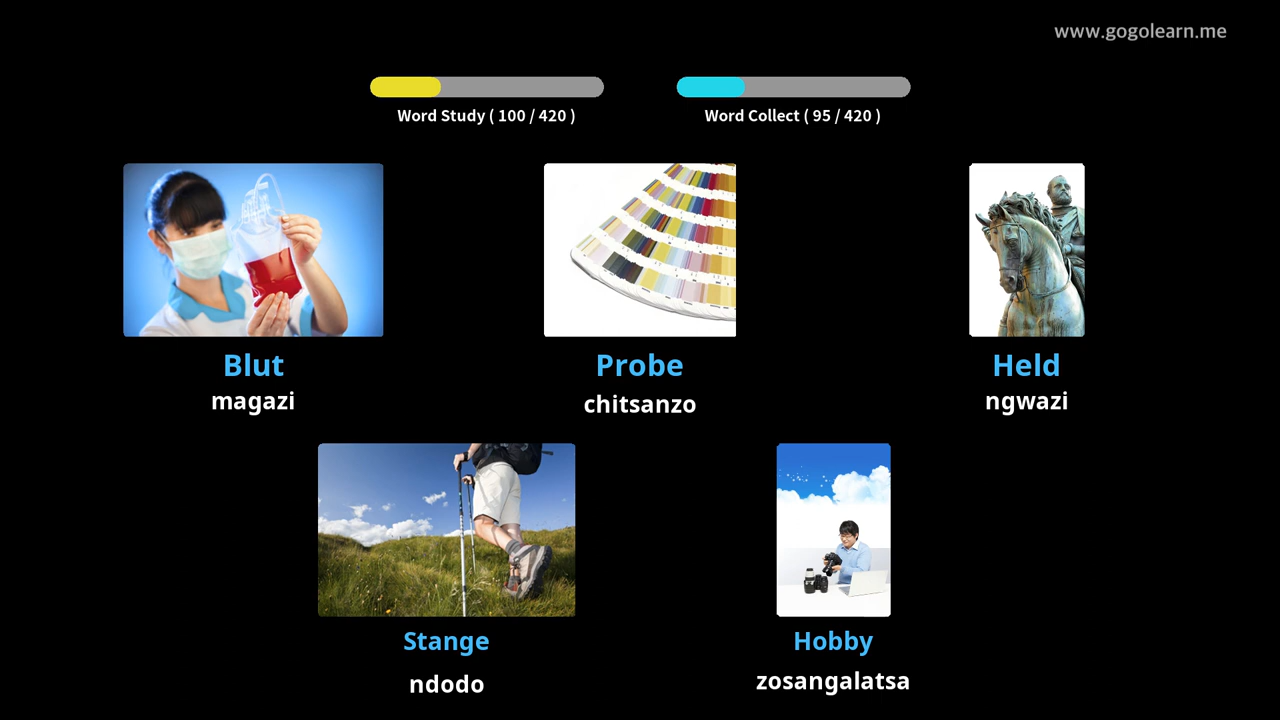 www.gogolearn.me
Word Study ( 100 / 420 )
Word Collect ( 95 / 420 )
Blut
magazi
Probe
chitsanzo
Held
ngwazi
Stange
ndodo
Hobby
zosangalatsa